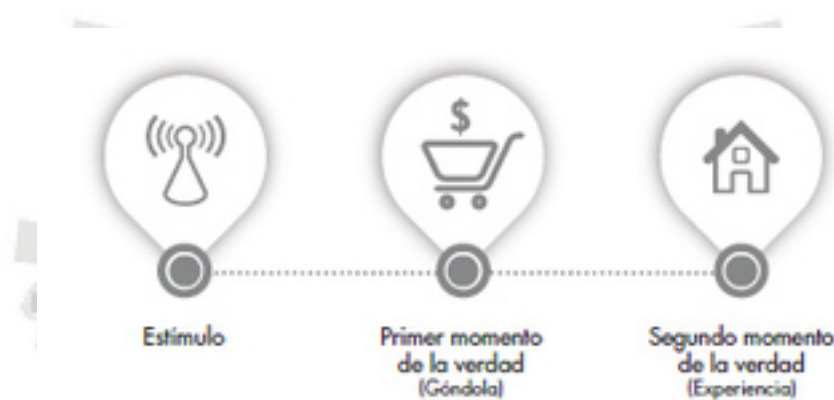 $
Estímulo
Primer momento
de la verdad
(Góndola)
Segundo momento
de la verdad
(Experiencia)